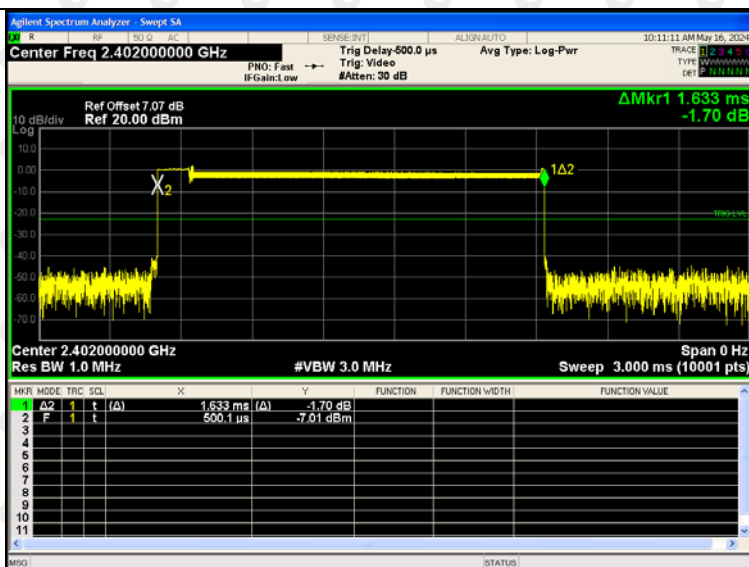 Agilent Spectrum Analyzer - Swept SA
R RF 50 Ω AC SENSE:INT ALIGN AUTO 10:11:11 AM May 16, 2024
Center Freq 2.402000000 GHz
PNO: Fast
IFGain:Low
Trig Delay-500.0 µs
Trig: Video
#Atten: 30 dB
Avg Type: Log-Pwr
TRACE 1 2 3 4 5
TYPE W
DET P N N N N
ΔMkr1 1.633 ms
-1.70 dB
Ref Offset 7.07 dB
10 dB/div Ref 20.00 dBm
Log
10.0
0.00
-10.0
-20.0
-30.0
-40.0
-50.0
-60.0
-70.0
X2
1Δ2
TRIG LVL
Center 2.402000000 GHz Span 0 Hz
Res BW 1.0 MHz #VBW 3.0 MHz Sweep 3.000 ms (10001 pts)
MKR MODE TRC SCL X Y FUNCTION FUNCTION WIDTH FUNCTION VALUE
1 Δ2 1 t (Δ) 1.633 ms (Δ) -1.70 dB
2 F 1 t 500.1 µs -7.01 dBm
3
4
5
6
7
8
9
10
11
MSG STATUS